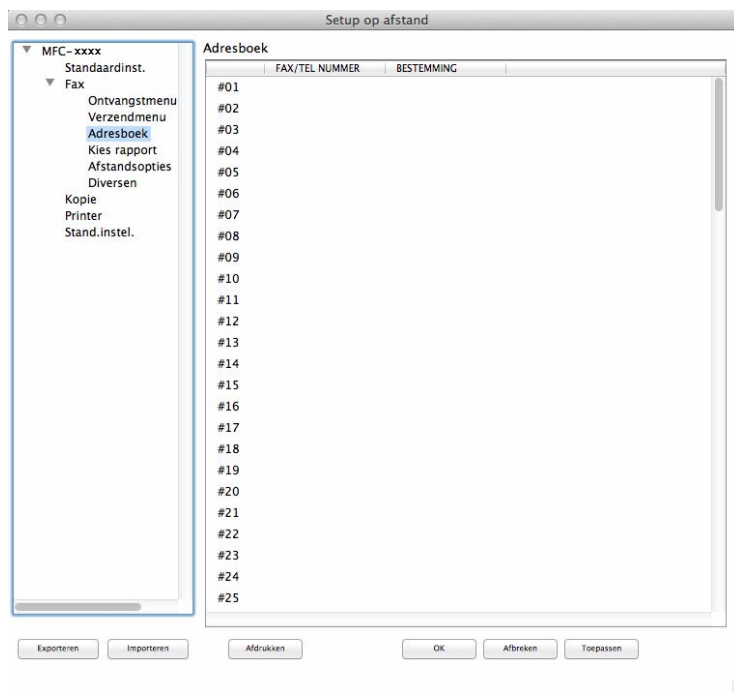 Setup op afstand
MFC-xxxx
Standaardinst.
Fax
Ontvangstmenu
Verzendmenu
Adresboek
Kies rapport
Afstandsopties
Diversen
Kopie
Printer
Stand.instel.
Adresboek
FAX/TEL NUMMER BESTEMMING
#01
#02
#03
#04
#05
#06
#07
#08
#09
#10
#11
#12
#13
#14
#15
#16
#17
#18
#19
#20
#21
#22
#23
#24
#25
Exporteren Importeren Afdrukken OK Afbreken Toepassen